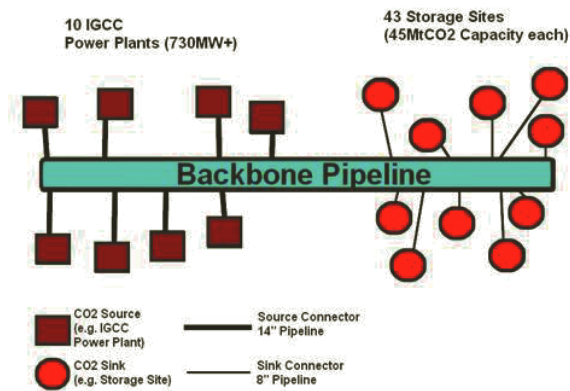 10 IGCC
Power Plants (730MW+)
43 Storage Sites
(45MtCO2 Capacity each)
Backbone Pipeline
CO2 Source
(e.g. IGCC
Power Plant)
Source Connector
14" Pipeline
CO2 Sink
(e.g. Storage Site)
Sink Connector
8" Pipeline